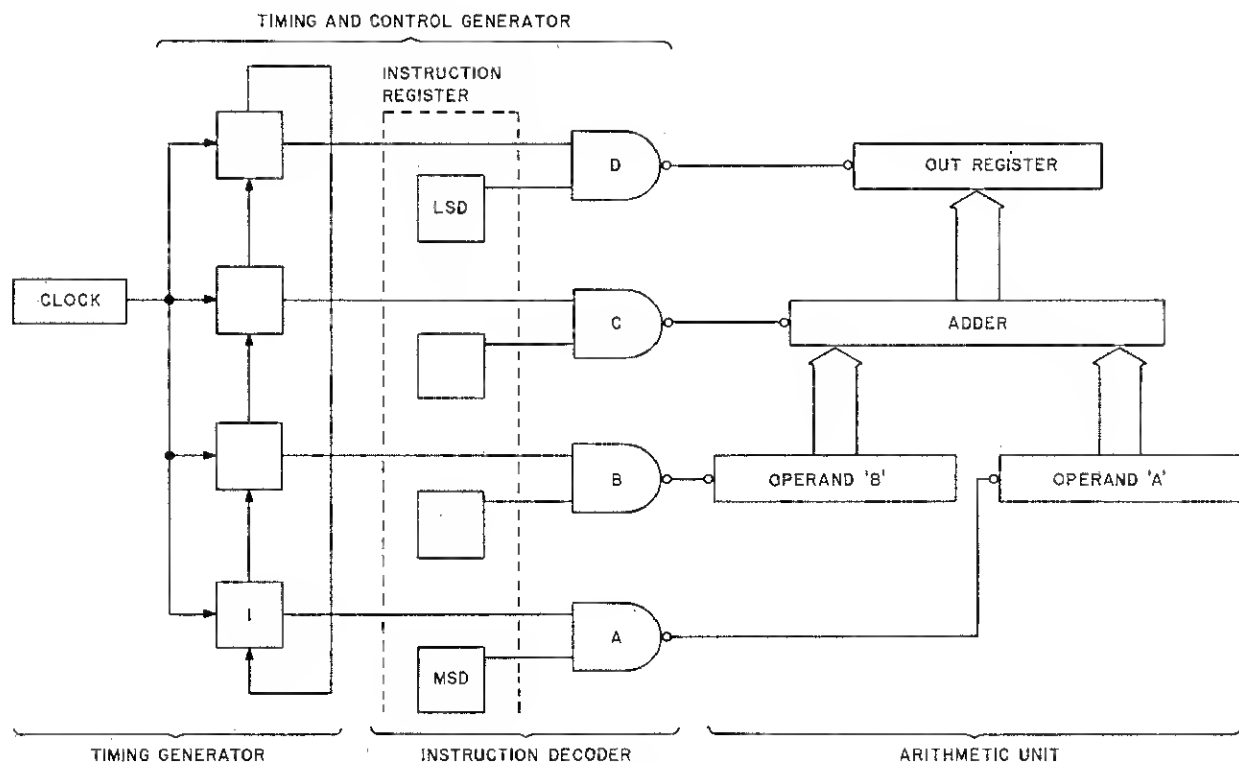 TIMING AND CONTROL GENERATOR
INSTRUCTION
REGISTER
D
OUT REGISTER
LSD
CLOCK
C
ADDER
B
OPERAND 'B'
OPERAND 'A'
1
A
MSD
TIMING GENERATOR
INSTRUCTION DECODER
ARITHMETIC UNIT